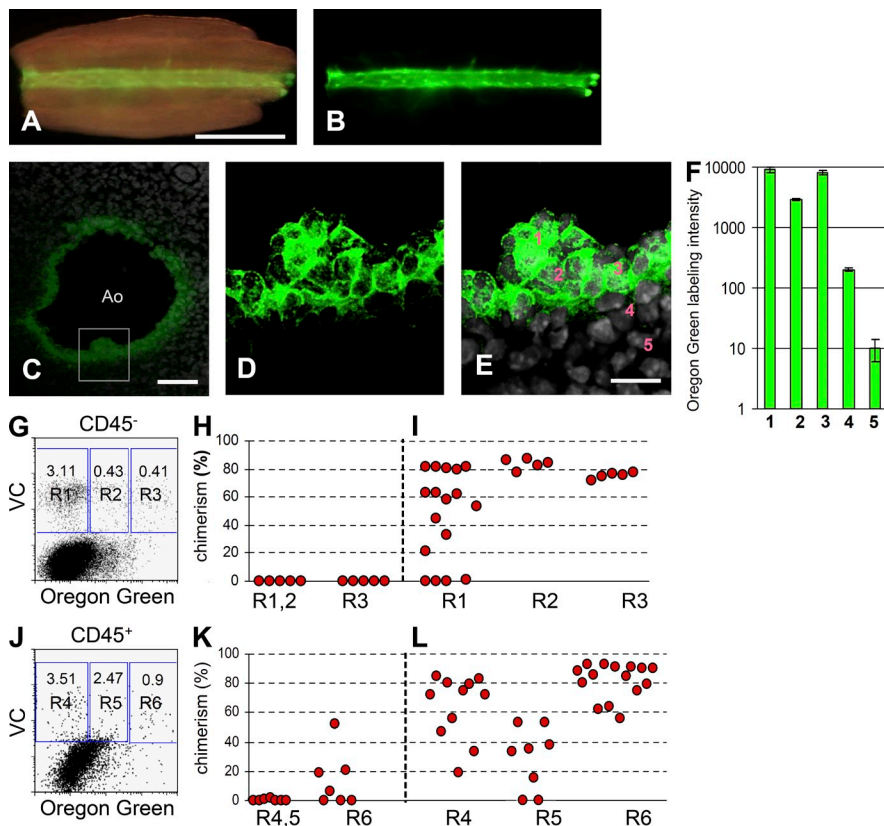 A
B
C
Ao
D
E
1
2
3
4
5
F
Oregon Green labeling intensity
10000
1000
100
10
1
1 2 3 4 5
G
CD45-
VC
3.11 0.43 0.41
R1 R2 R3
Oregon Green
H
chimerism (%)
100
80
60
40
20
0
R1,2 R3
I
R1 R2 R3
J
CD45+
VC
3.51 2.47 0.9
R4 R5 R6
Oregon Green
K
chimerism (%)
100
80
60
40
20
0
R4,5 R6
L
R4 R5 R6